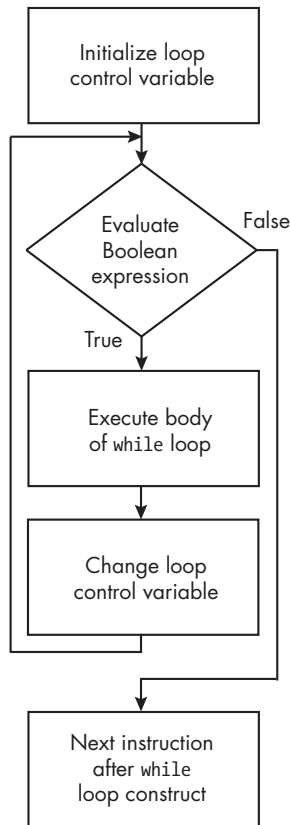 Initialize loop
control variable
Evaluate
Boolean
expression
False
True
Execute body
of while loop
Change loop
control variable
Next instruction
after while
loop construct